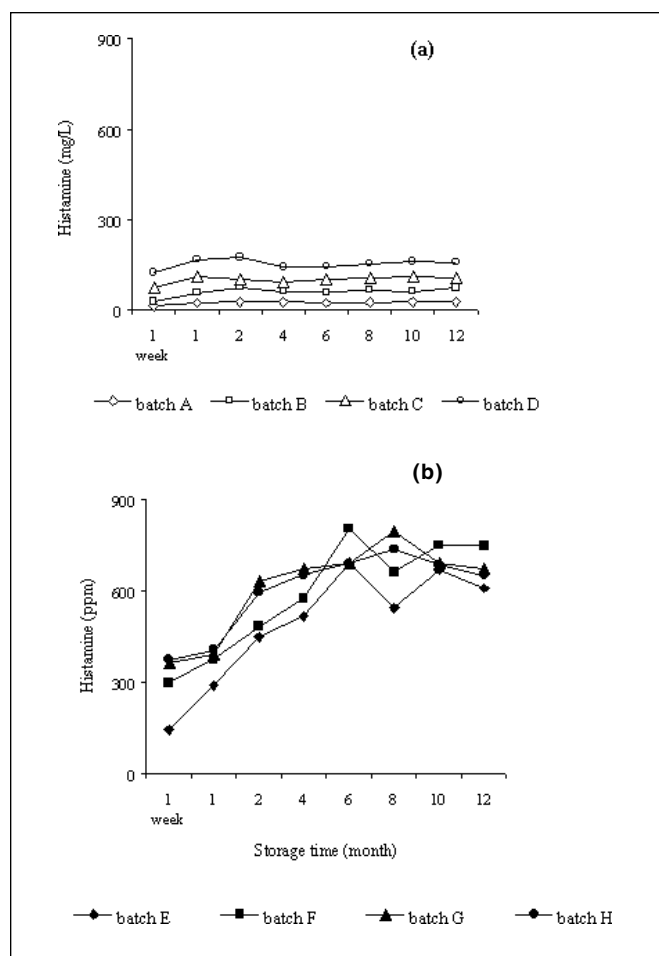 (a)
900
600
300
0
Histamine (mg/L)
1 1 2 4 6 8 10 12
week
batch A batch B batch C batch D
(b)
900
600
300
0
Histamine (ppm)
1 1 2 4 6 8 10 12
week
Storage time (month)
batch E batch F batch G batch H